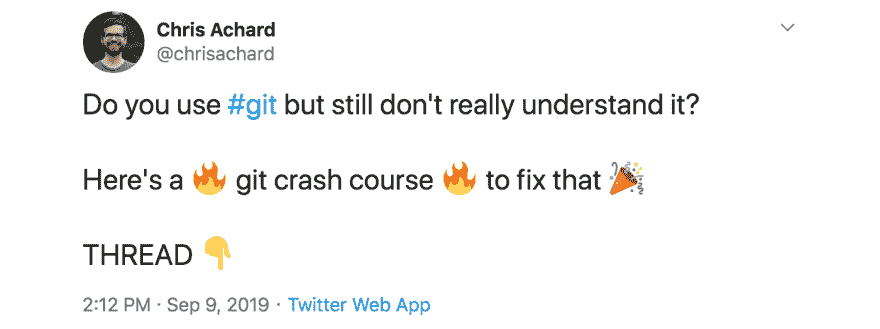 Chris Achard
@chrisachard
Do you use #git but still don't really understand it?
Here's a 🔥 git crash course 🔥 to fix that 🎉
THREAD 👇
2:12 PM · Sep 9, 2019 · Twitter Web App